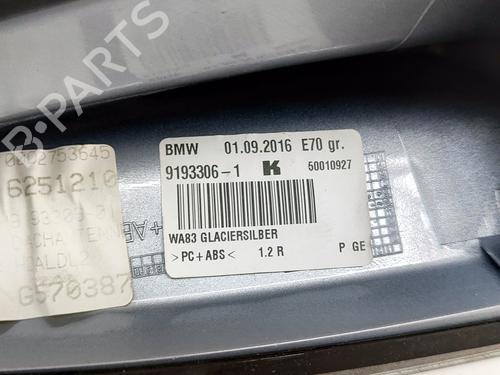 B-PARTS
BMW 01.09.2016 E70 gr.
9193306-1 K 50010927
WA83 GLACIERSILBER
>PC+ABS< 1.2 R P GE
0002753645
6251210
G570387